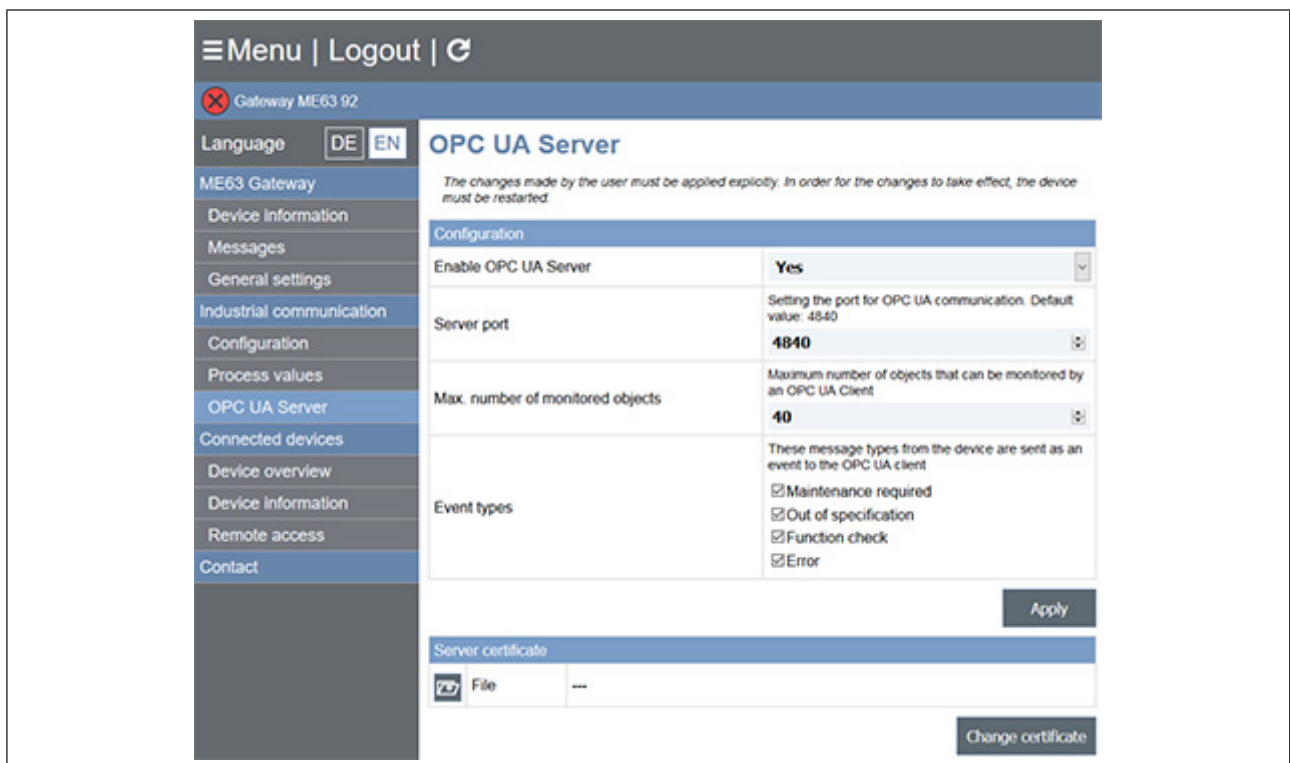 ≡Menu | Logout |
Gateway ME63 92
Language DE EN
ME63 Gateway
Device information
Messages
General settings
Industrial communication
Configuration
Process values
OPC UA Server
Connected devices
Device overview
Device information
Remote access
Contact
OPC UA Server
The changes made by the user must be applied explicitly. In order for the changes to take effect, the device
must be restarted.
Configuration
Enable OPC UA Server
Yes
Server port
Setting the port for OPC UA communication. Default
value: 4840
4840
Max. number of monitored objects
Maximum number of objects that can be monitored by
an OPC UA Client
40
Event types
These message types from the device are sent as an
event to the OPC UA client
☑Maintenance required
☑Out of specification
☑Function check
☑Error
Apply
Server certificate
File ---
Change certificate